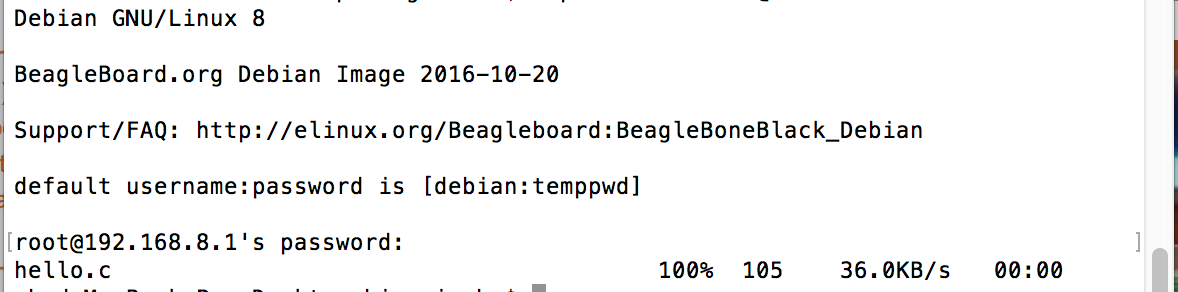 Debian GNU/Linux 8
BeagleBoard.org Debian Image 2016-10-20
Support/FAQ: http://elinux.org/Beagleboard:BeagleBoneBlack_Debian
default username:password is [debian:temppwd]
[root@192.168.8.1's password: ]
hello.c 100% 105 36.0KB/s 00:00